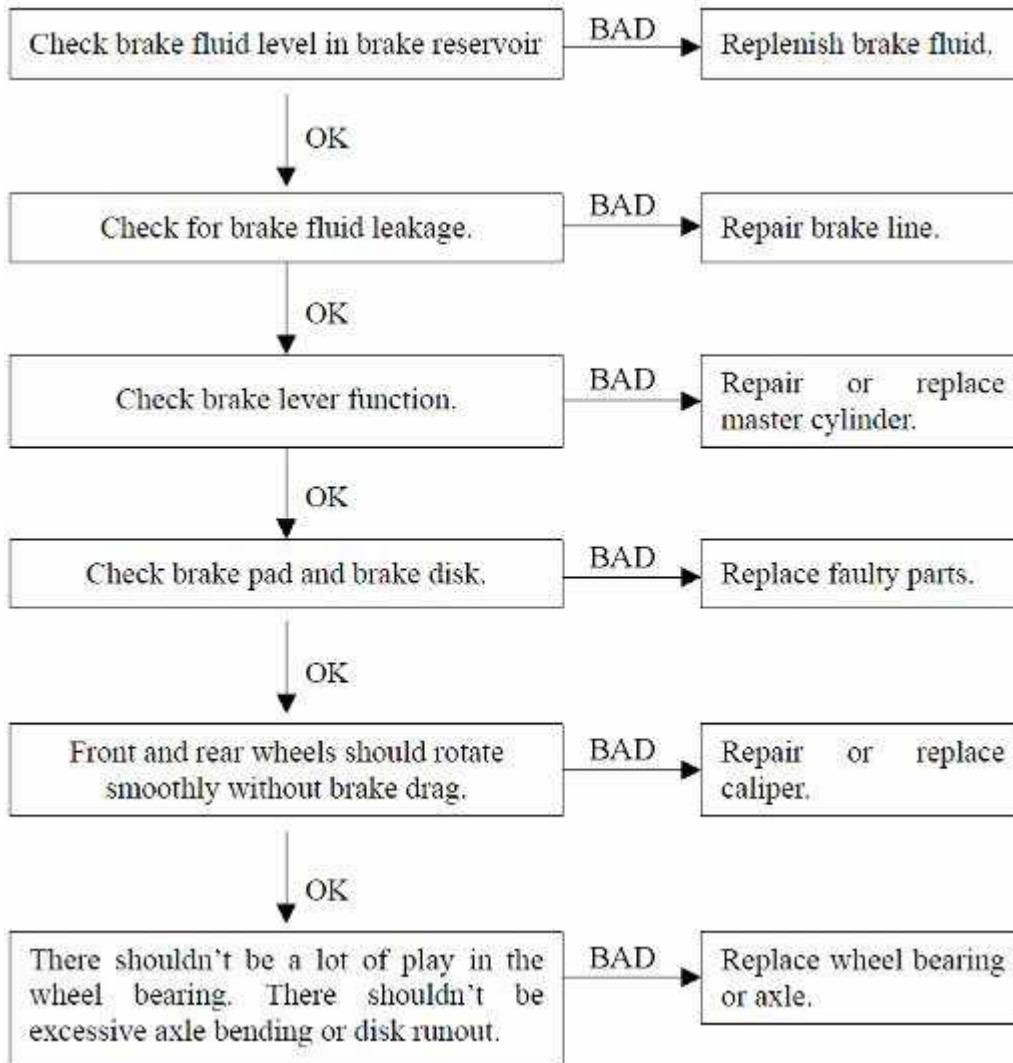 Check brake fluid level in brake reservoir
BAD
Replenish brake fluid.
OK
Check for brake fluid leakage.
BAD
Repair brake line.
OK
Check brake lever function.
BAD
Repair or replace
master cylinder.
OK
Check brake pad and brake disk.
BAD
Replace faulty parts.
OK
Front and rear wheels should rotate
smoothly without brake drag.
BAD
Repair or replace
caliper.
OK
There shouldn’t be a lot of play in the
wheel bearing. There shouldn’t be
excessive axle bending or disk runout.
BAD
Replace wheel bearing
or axle.